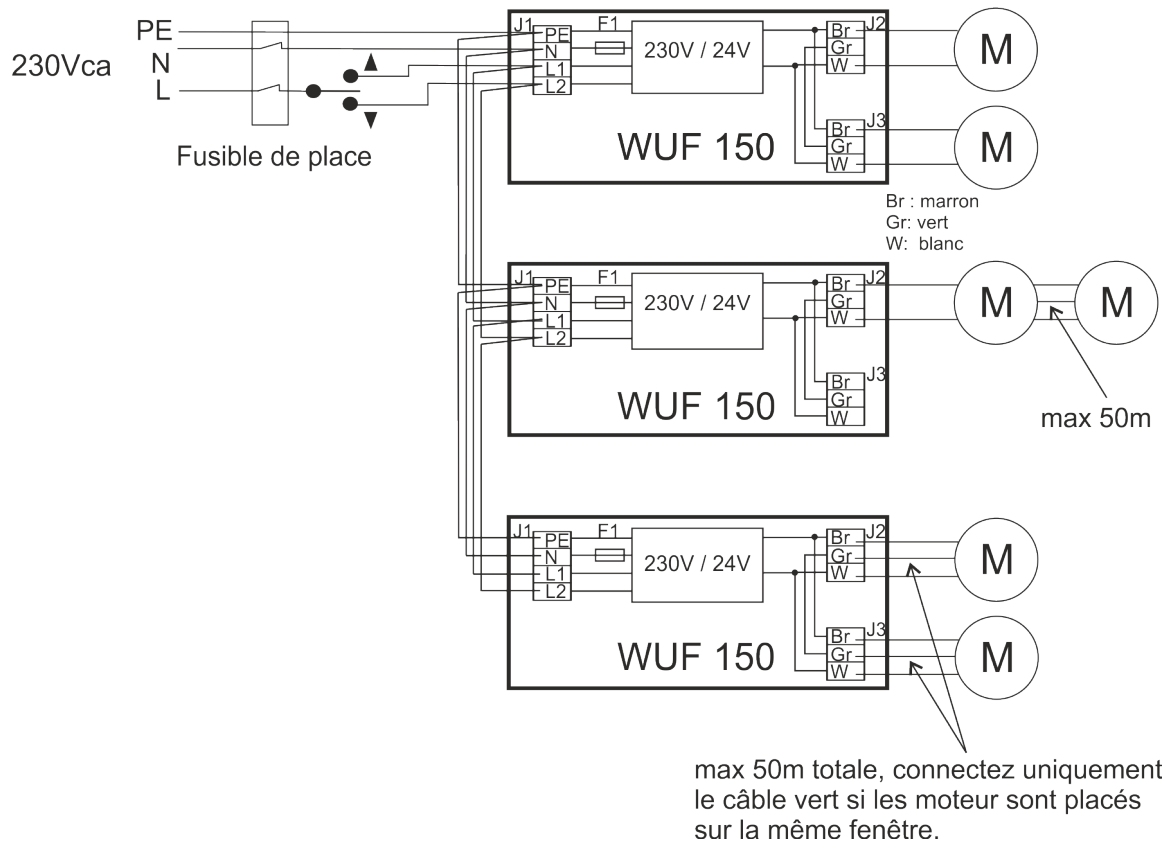 230Vca
PE
N
L
Fusible de place
J1
PE
N
L1
L2
F1
230V / 24V
WUF 150
Br
Gr
W
J2
Br
Gr
W
J3
M
M
Br : marron
Gr: vert
W: blanc
J1
PE
N
L1
L2
F1
230V / 24V
WUF 150
Br
Gr
W
J2
Br
Gr
W
J3
M
M
max 50m
J1
PE
N
L1
L2
F1
230V / 24V
WUF 150
Br
Gr
W
J2
Br
Gr
W
J3
M
M
max 50m totale, connectez uniquement
le câble vert si les moteur sont placés
sur la même fenêtre.